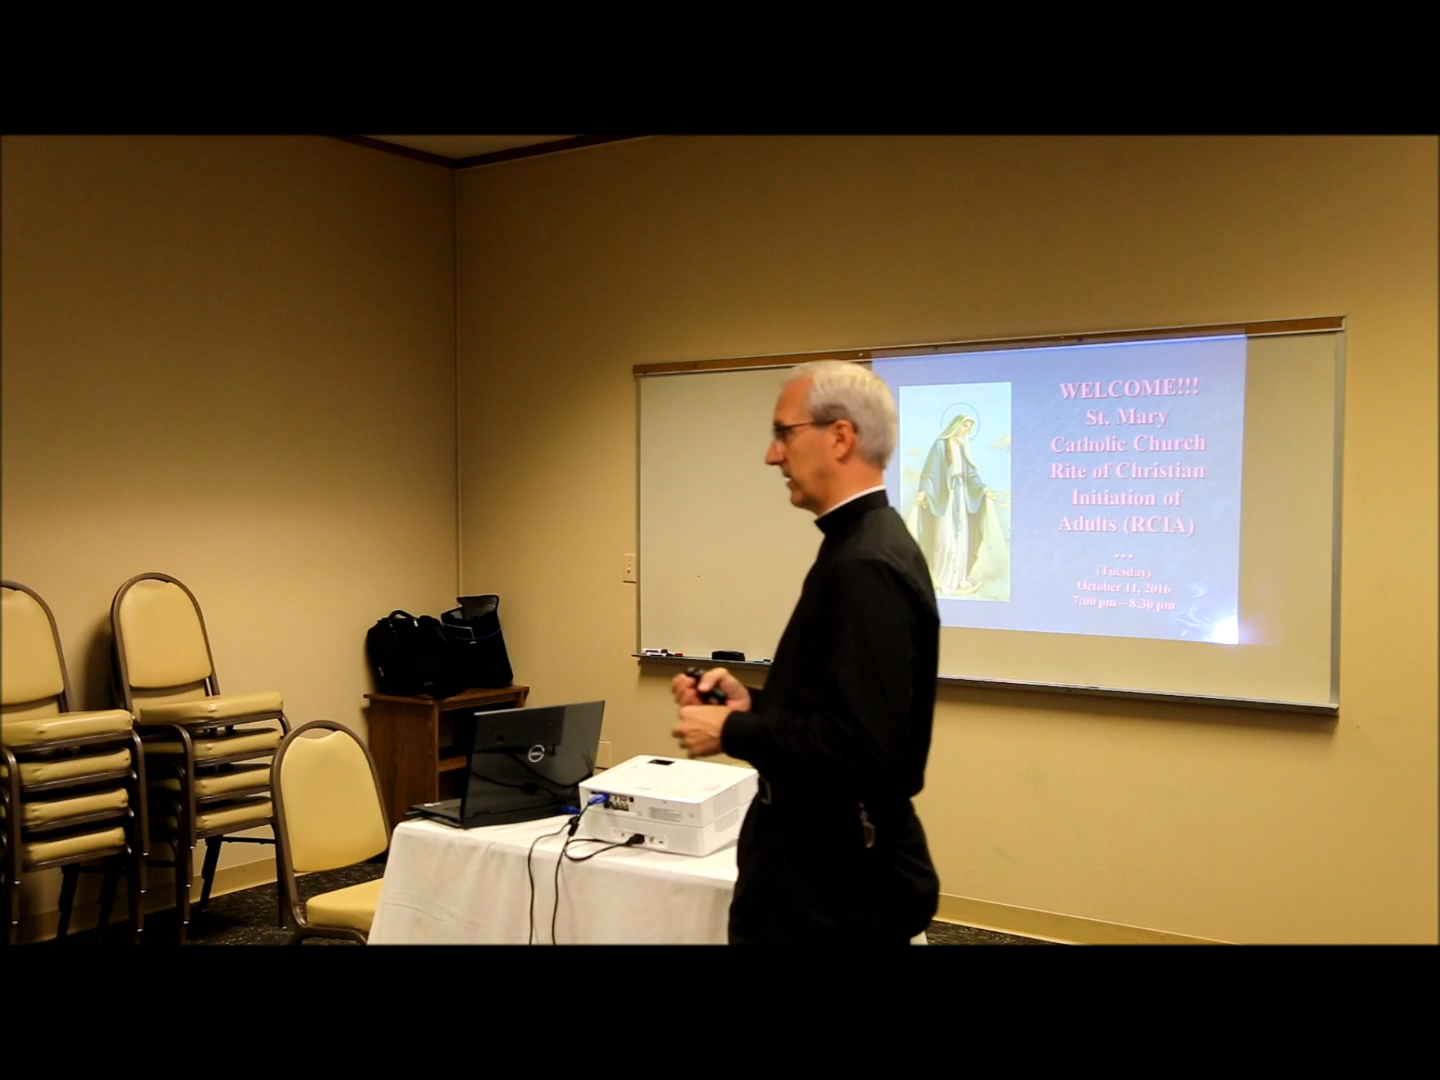 WELCOME!!!
St. Mary
Catholic Church
Rite of Christian
Initiation of
Adults (RCIA)
...
(Tuesday)
October 11, 2016
7:00 pm – 8:30 pm
DELL